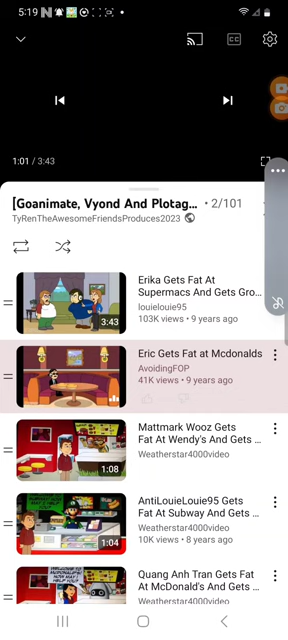 5:19
CC
1:01 / 3:43
[Goanimate, Vyond And Plotag... • 2/101
TyRenTheAwesomeFriendsProduces2023
Erika Gets Fat At
Supermacs And Gets Gro...
louielouie95
103K views • 9 years ago
3:43
Eric Gets Fat at Mcdonalds
AvoidingFOP
41K views • 9 years ago
Mattmark Wooz Gets
Fat At Wendy's And Gets ...
Weatherstar4000video
1:08
AntiLouieLouie95 Gets
Fat At Subway And Gets ...
Weatherstar4000video
10K views • 8 years ago
1:04
Quang Anh Tran Gets Fat
At McDonald's And Gets ...
Weatherstar4000video